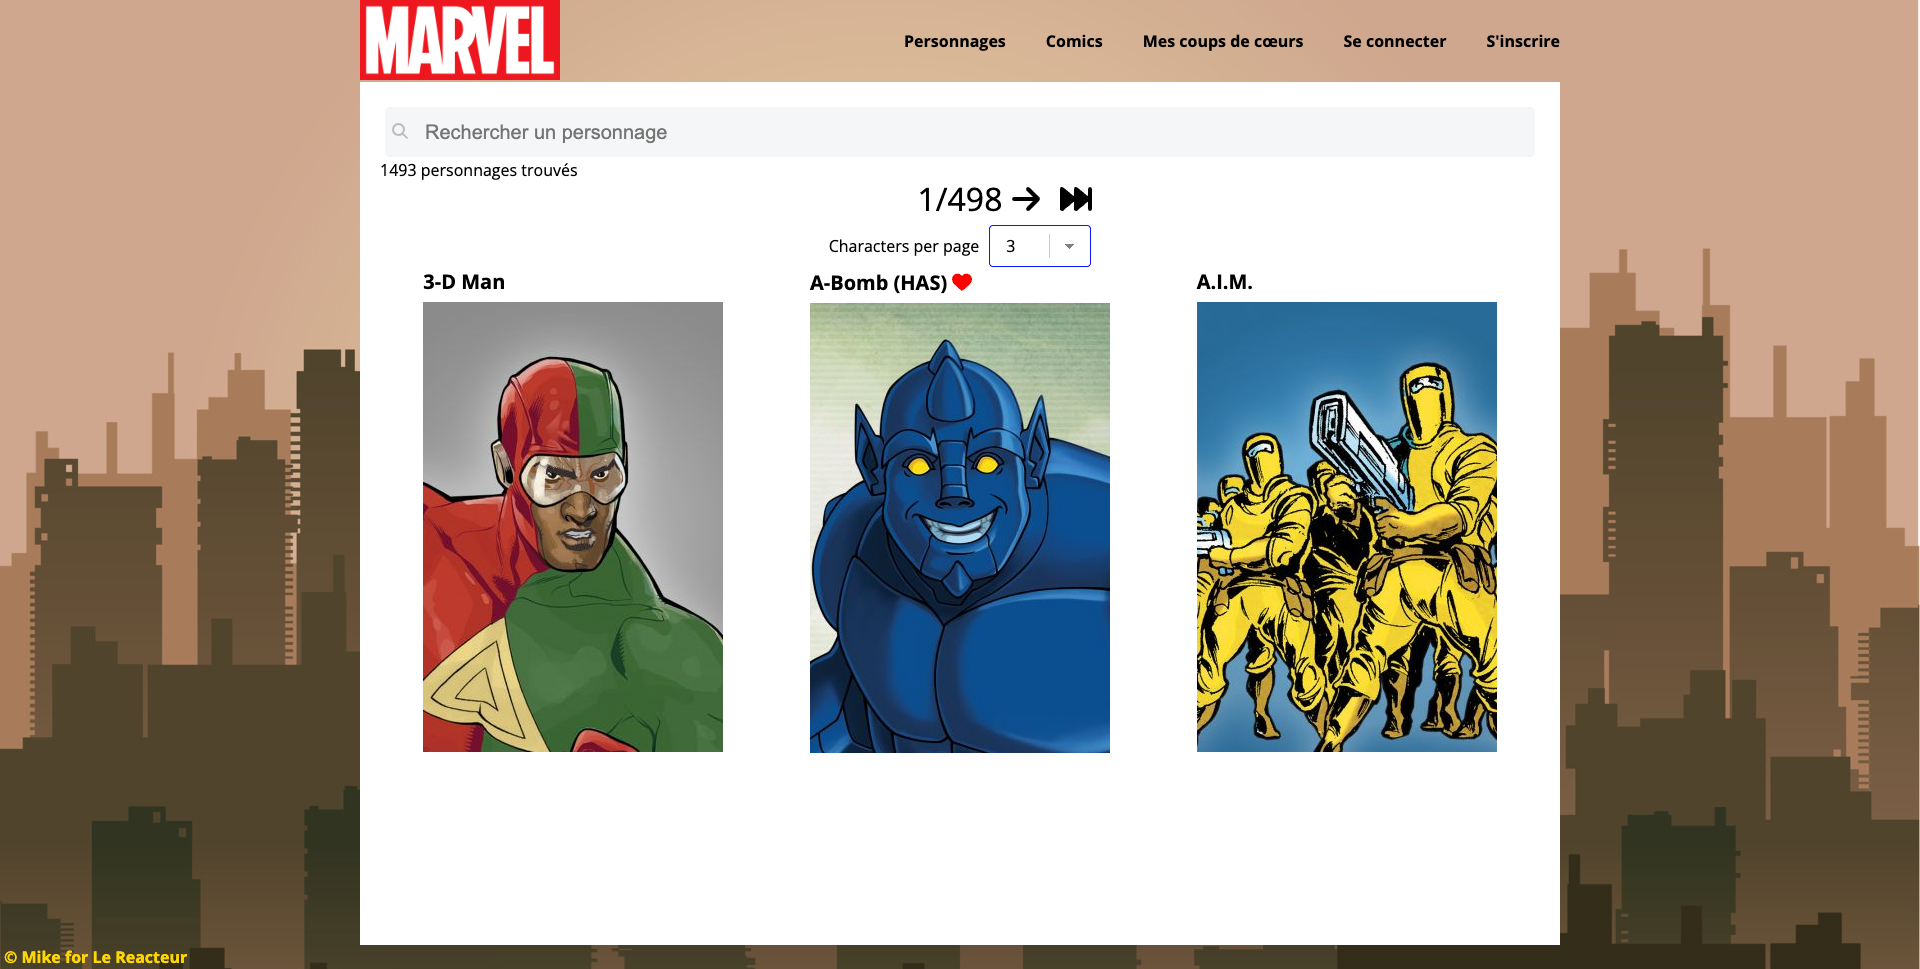 MARVEL
Personnages Comics Mes coups de cœurs Se connecter S'inscrire
Rechercher un personnage
1493 personnages trouvés
1/498
Characters per page 3
3-D Man
A-Bomb (HAS)
A.I.M.
© Mike for Le Reacteur